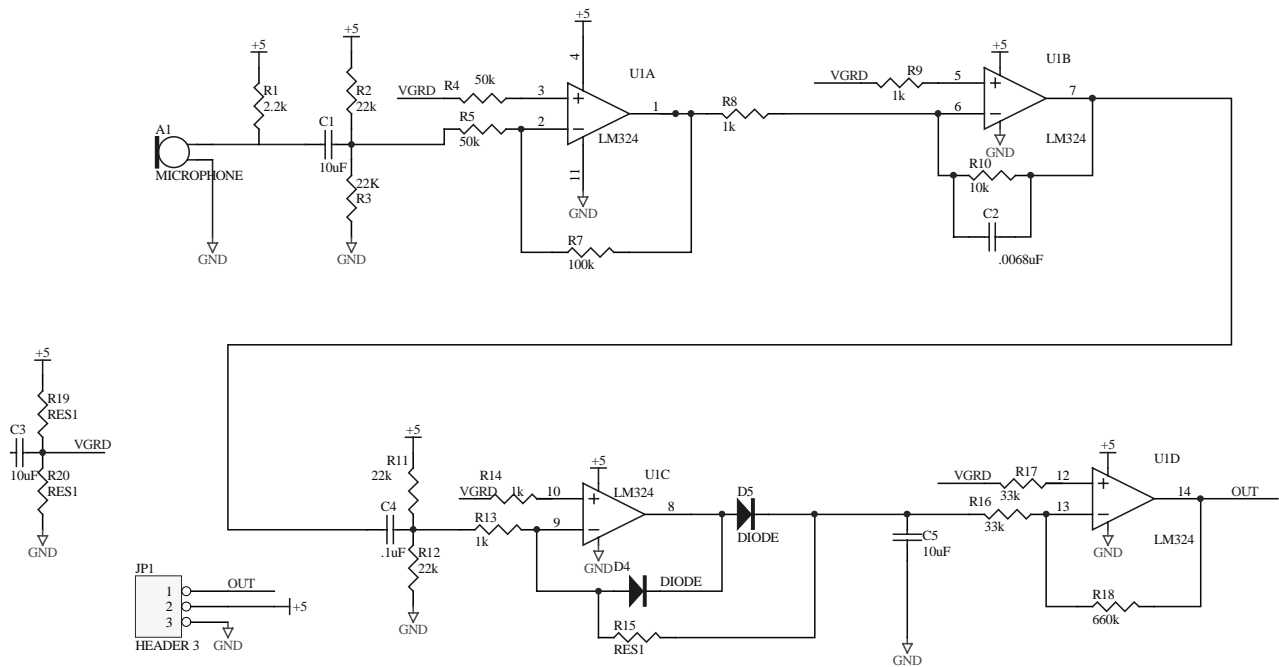 +5
+5
+5
+5
R1
2.2k
R2
22k
C1
10uF
A1
MICROPHONE
22K
R3
GND
GND
VGRD
R4
50k
3
R5
50k
2
4
11
1
U1A
LM324
GND
R7
100k
R8
1k
VGRD
R9
1k
5
6
7
U1B
LM324
GND
R10
10k
C2
.0068uF
+5
R19
RES1
C3
10uF
VGRD
R20
RES1
GND
+5
R11
22k
C4
.1uF
R12
22k
GND
R14
VGRD
1k
10
R13
1k
9
+5
U1C
LM324
8
GND
D4
DIODE
D5
DIODE
R15
RES1
C5
10uF
GND
VGRD
R17
33k
12
R16
33k
13
+5
U1D
14
OUT
LM324
GND
R18
660k
JP1
1
OUT
2
+5
3
GND
HEADER 3